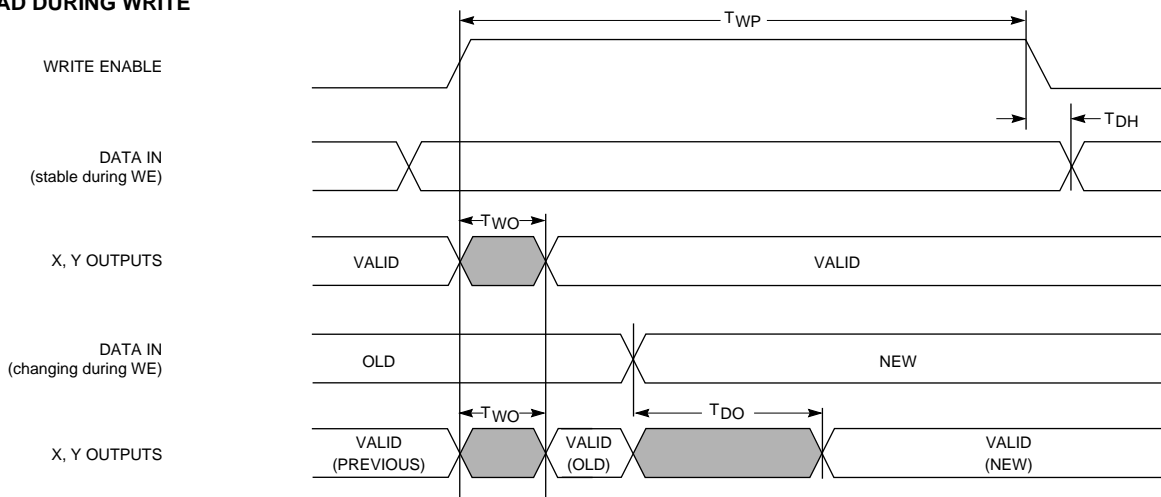 DURING WRITE
TWP
WRITE ENABLE
TDH
DATA IN
(stable during WE)
TWO
X, Y OUTPUTS
VALID
VALID
DATA IN
(changing during WE)
OLD
NEW
TWO
TDO
X, Y OUTPUTS
VALID
(PREVIOUS)
VALID
(OLD)
VALID
(NEW)